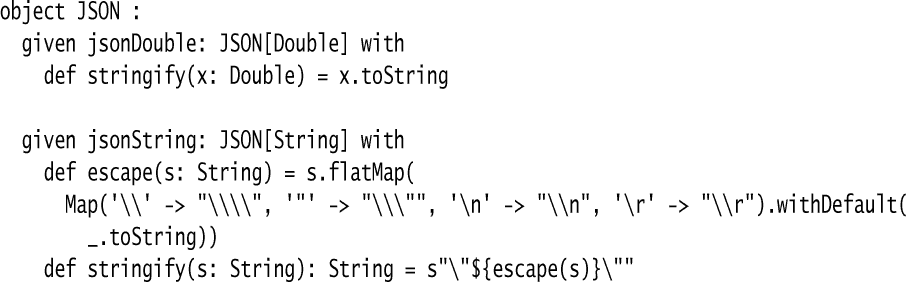 object JSON :
  given jsonDouble: JSON[Double] with
    def stringify(x: Double) = x.toString

  given jsonString: JSON[String] with
    def escape(s: String) = s.flatMap(
      Map('\\' -> "\\\\", '"' -> "\\\"", '\n' -> "\\n", '\r' -> "\\r").withDefault(
        _.toString))
    def stringify(s: String): String = s"\"${escape(s)}\""